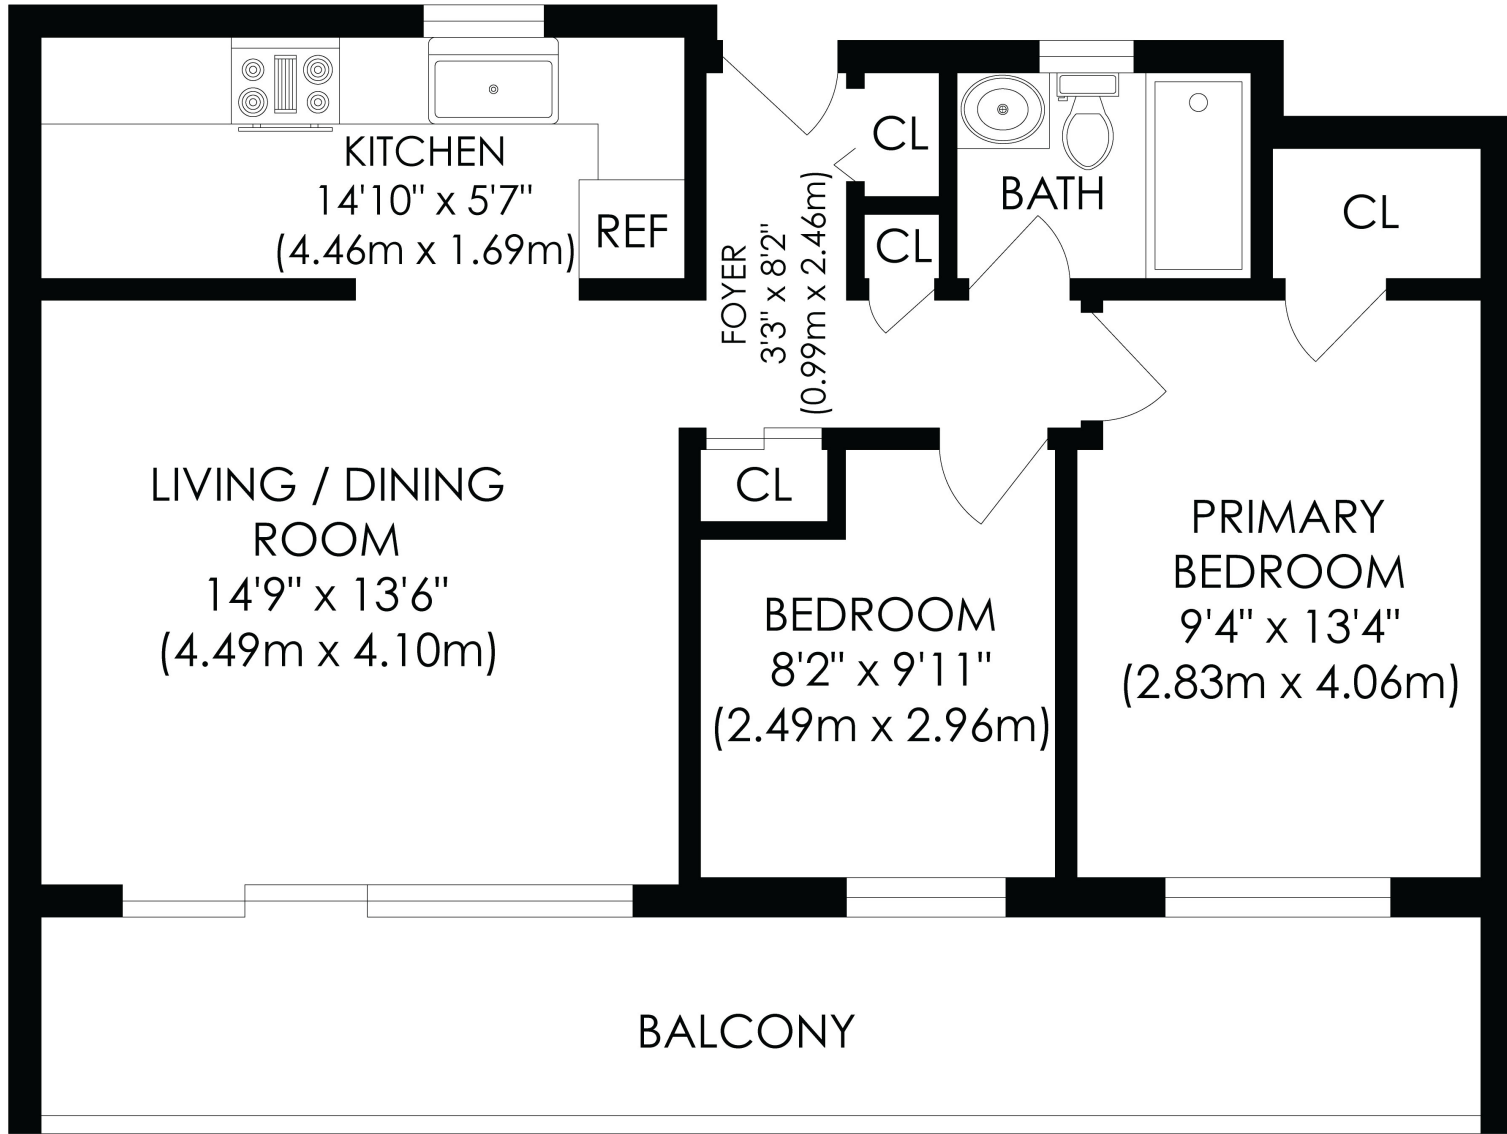 KITCHEN
14'10" x 5'7"
(4.46m x 1.69m)
REF
FOYER
3'3" x 8'2"
(0.99m x 2.46m)
CL
CL
BATH
CL
LIVING / DINING
ROOM
14'9" x 13'6"
(4.49m x 4.10m)
CL
BEDROOM
8'2" x 9'11"
(2.49m x 2.96m)
PRIMARY
BEDROOM
9'4" x 13'4"
(2.83m x 4.06m)
BALCONY